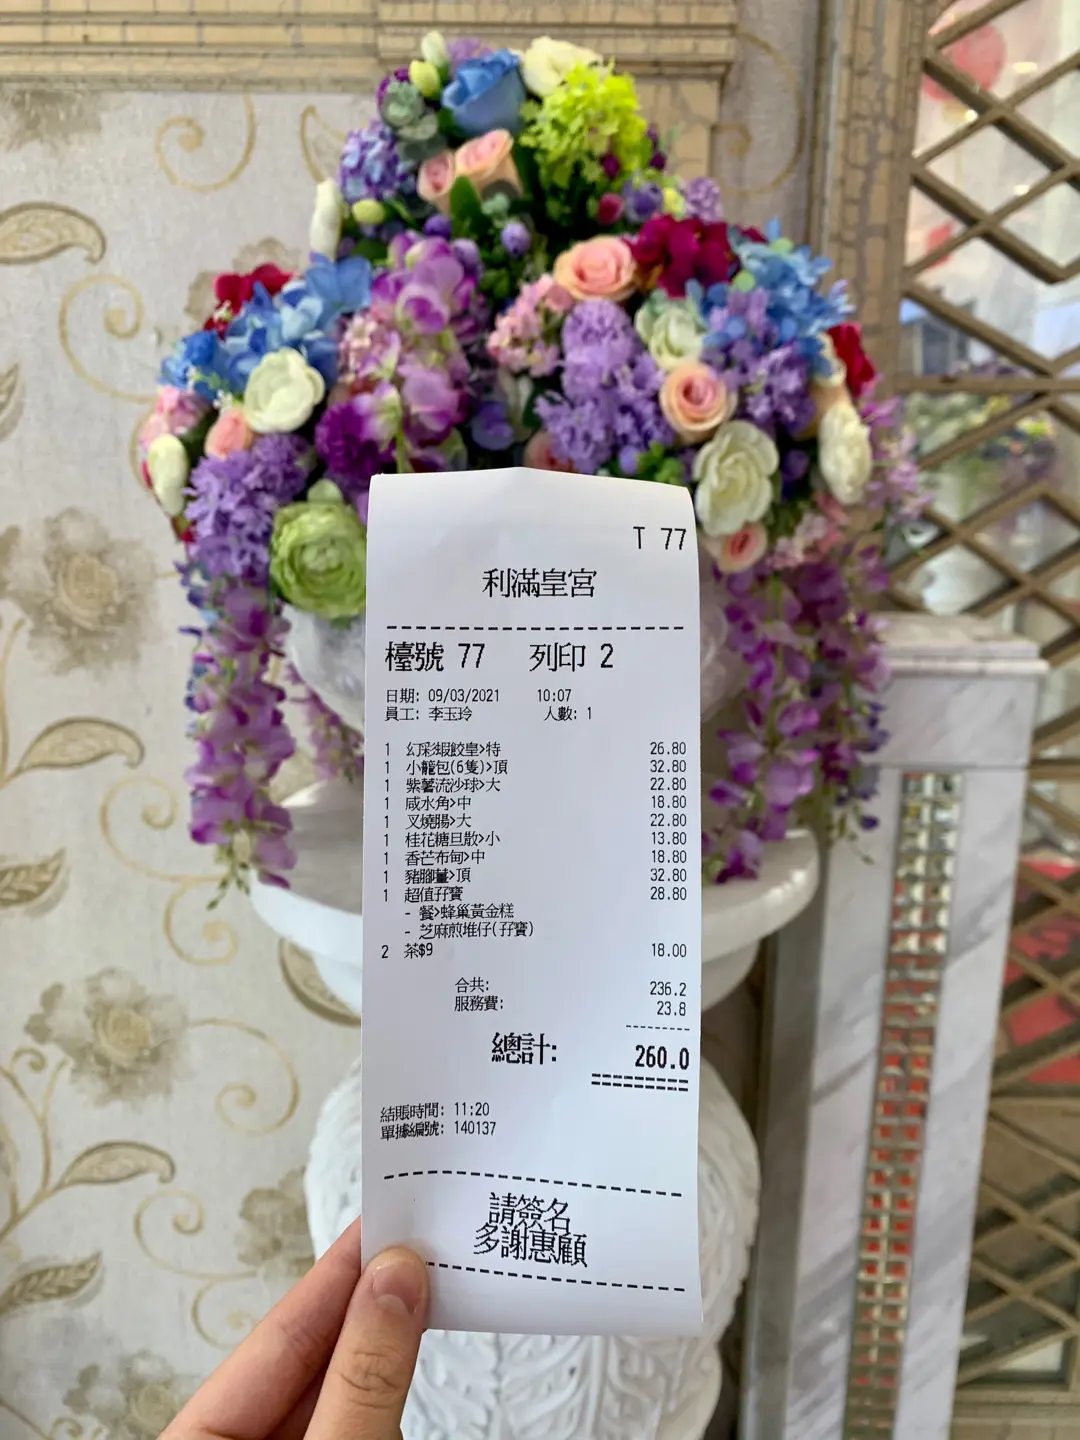 T 77
利滿皇宮
檯號 77 列印 2
日期: 09/03/2021 10:07
員工: 李玉玲 人數: 1
1 幻彩蝦餃皇>特 26.80
1 小籠包(6隻)>頂 32.80
1 紫薯流沙球>大 22.80
1 咸水角>中 18.80
1 叉燒腸>大 22.80
1 桂花糖旦散>小 13.80
1 香芒布甸>中 18.80
1 豬腳薑>頂 32.80
1 超值孖寶 28.80
- 餐>蜂巢黃金糕
- 芝麻煎堆仔(孖寶)
2 茶$9 18.00
合共: 236.2
服務費: 23.8
總計: 260.0
結賬時間: 11:20
單據編號: 140137
請簽名
多謝惠顧